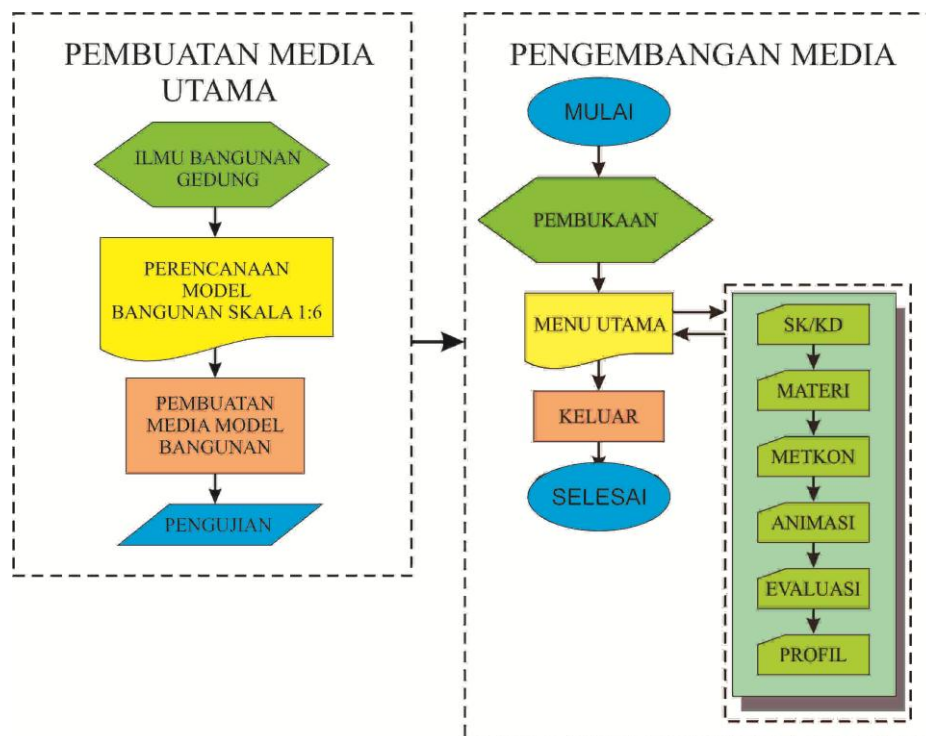 PEMBUATAN MEDIA
UTAMA
ILMU BANGUNAN
GEDUNG
PERENCANAAN
MODEL
BANGUNAN SKALA 1:6
PEMBUATAN
MEDIA MODEL
BANGUNAN
PENGUJIAN
PENGEMBANGAN MEDIA
MULAI
PEMBUKAAN
MENU UTAMA
KELUAR
SELESAI
SK/KD
MATERI
METKON
ANIMASI
EVALUASI
PROFIL